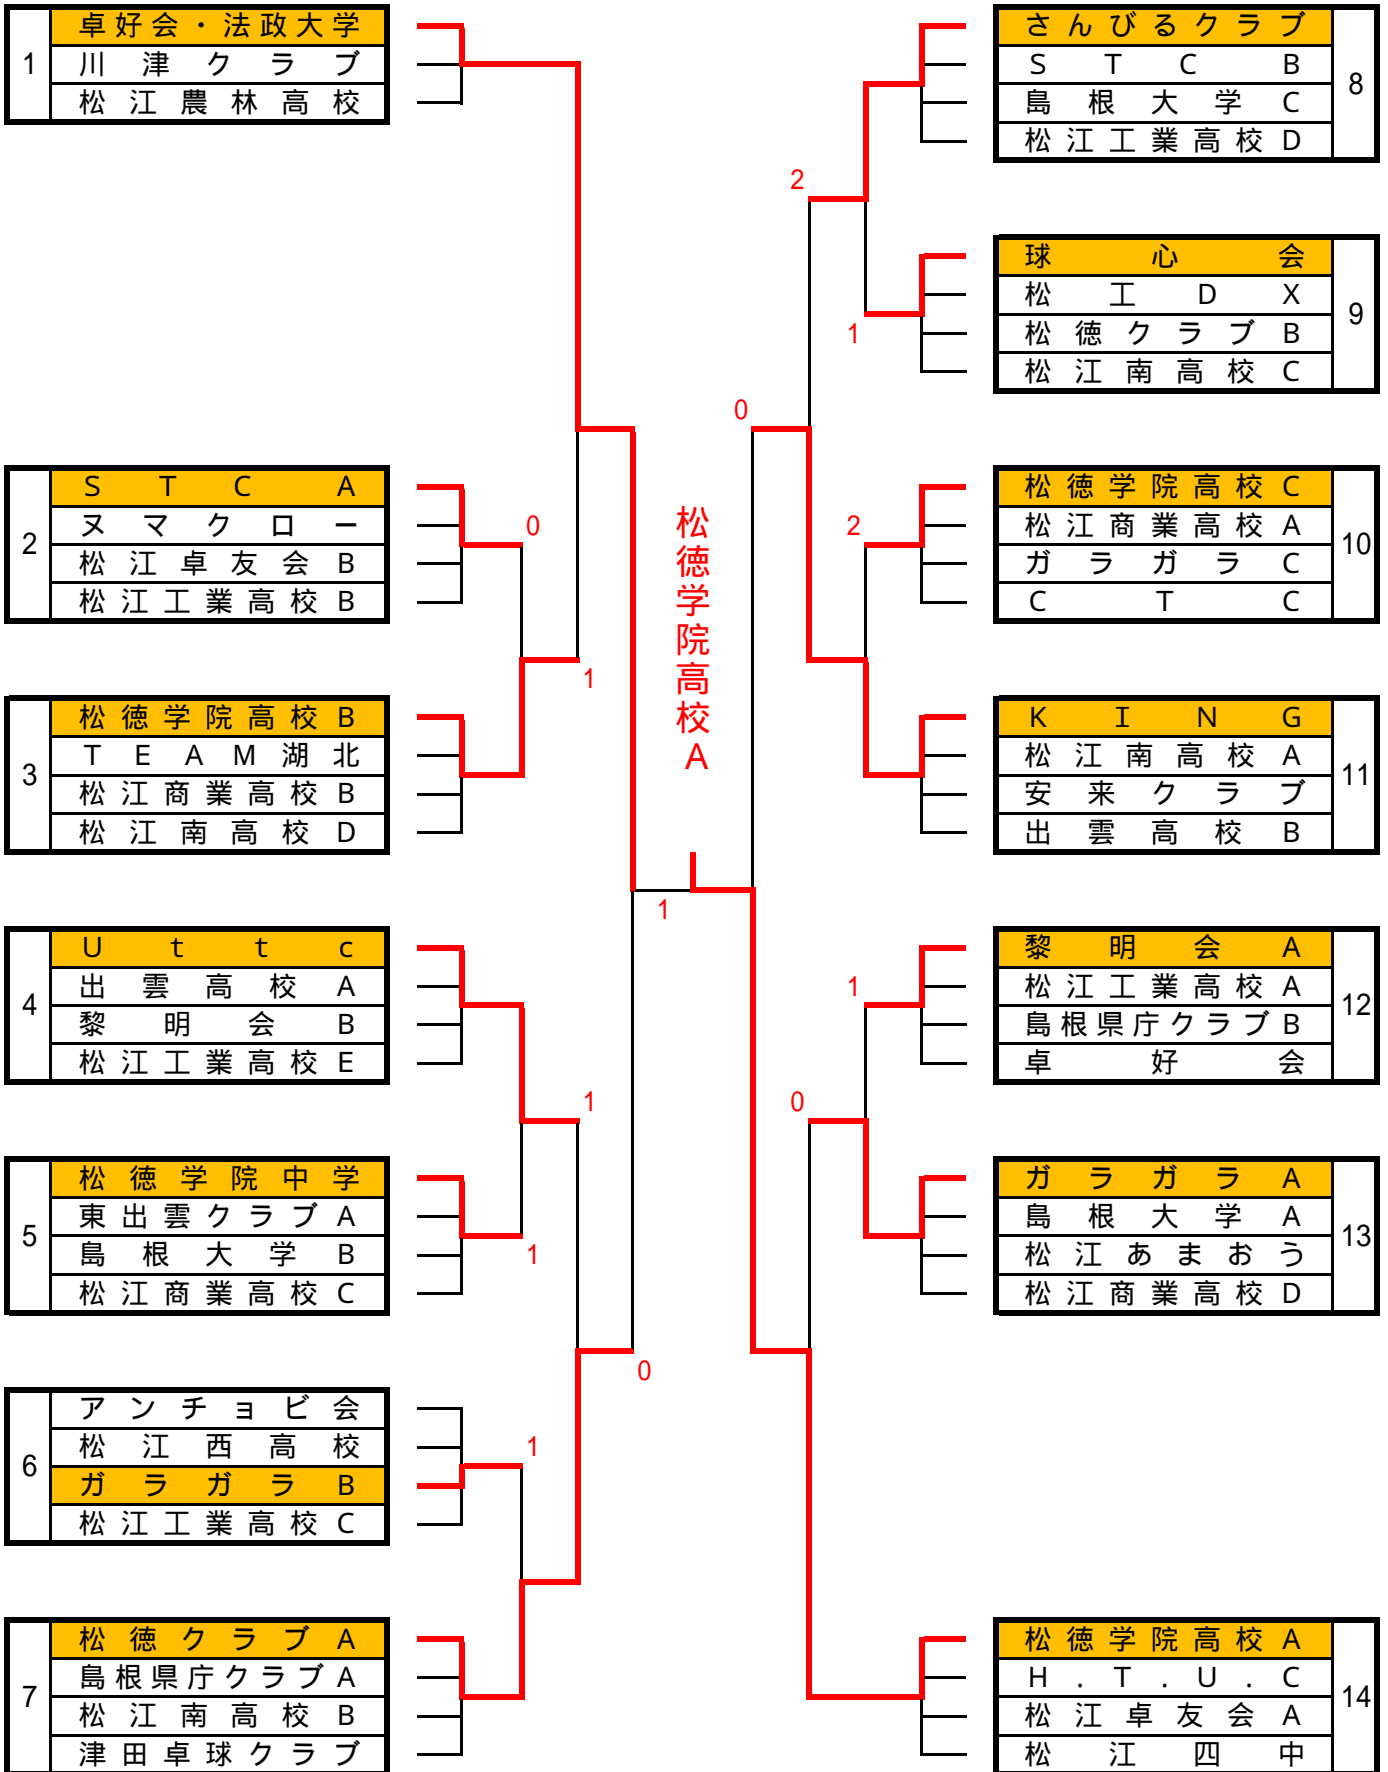 1
卓好会・法政大学
川津クラブ
松江農林高校
2
STCA
ヌマクロー
松江卓友会B
松江工業高校B
0
3
松徳学院高校B
TEAM湖北
松江商業高校B
松江南高校D
1
4
Uttc
出雲高校A
黎明会B
松江工業高校E
1
5
松徳学院中学
東出雲クラブA
島根大学B
松江商業高校C
1
6
アンチョビ会
松江西高校
ガラガラB
松江工業高校C
1
0
7
松徳クラブA
島根県庁クラブA
松江南高校B
津田卓球クラブ
松徳学院高校A
1
さんびるクラブ
STCB
島根大学C
松江工業高校D
8
2
球心会
松工DX
松徳クラブB
松江南高校C
9
1
0
松徳学院高校C
松江商業高校A
ガラガラC
CTC
10
2
KING
松江南高校A
安来クラブ
出雲高校B
11
黎明会A
松江工業高校A
島根県庁クラブB
卓好会
12
1
0
ガラガラA
島根大学A
松江あまおう
松江商業高校D
13
松徳学院高校A
H.T.U.C
松江卓友会A
松江四中
14